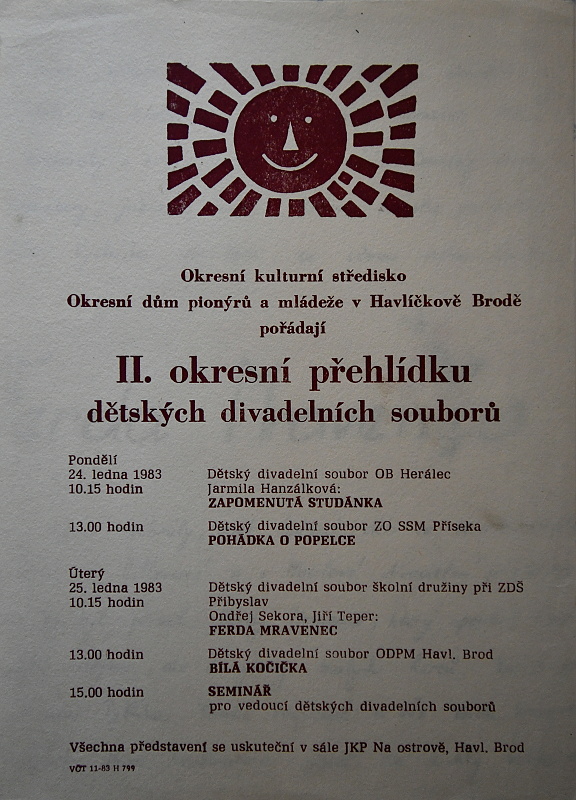 Okresní kulturní středisko
Okresní dům pionýrů a mládeže v Havlíčkově Brodě
pořádají
II. okresní přehlídku
dětských divadelních souborů
Pondělí
24. ledna 1983 Dětský divadelní soubor OB Herálec
10.15 hodin Jarmila Hanzálková:
ZAPOMENUTÁ STUDÁNKA
13.00 hodin Dětský divadelní soubor ZO SSM Příseka
POHÁDKA O POPELCE
Úterý
25. ledna 1983 Dětský divadelní soubor školní družiny při ZDŠ
10.15 hodin Přibyslav
Ondřej Sekora, Jiří Teper:
FERDA MRAVENEC
13.00 hodin Dětský divadelní soubor ODPM Havl. Brod
BÍLÁ KOČIČKA
15.00 hodin SEMINÁŘ
pro vedoucí dětských divadelních souborů
Všechna představení se uskuteční v sále JKP Na ostrově, Havl. Brod
VČT 11-83 H 799